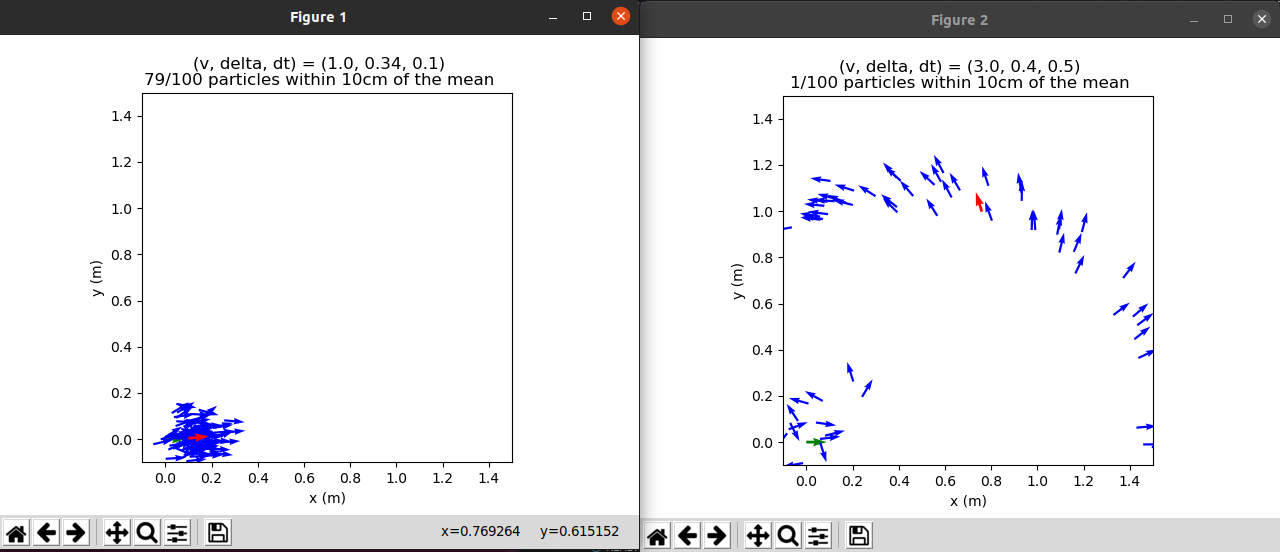 Figure 1
(v, delta, dt) = (1.0, 0.34, 0.1)
79/100 particles within 10cm of the mean
1.4
1.2
1.0
0.8
0.6
0.4
0.2
0.0
y (m)
0.0 0.2 0.4 0.6 0.8 1.0 1.2 1.4
x (m)
x=0.769264 y=0.615152
Figure 2
(v, delta, dt) = (3.0, 0.4, 0.5)
1/100 particles within 10cm of the mean
1.4
1.2
1.0
0.8
0.6
0.4
0.2
0.0
y (m)
0.0 0.2 0.4 0.6 0.8 1.0 1.2 1.4
x (m)